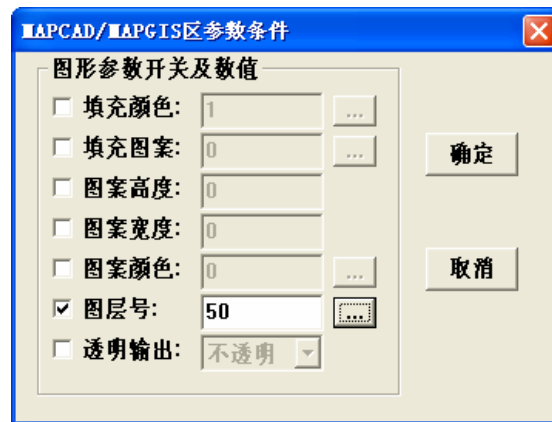 MAPCAD/MAPGIS区参数条件
图形参数开关及数值
填充颜色: 1 ...
填充图案: 0 ...
图案高度: 0
图案宽度: 0
图案颜色: 0 ...
图层号: 50 ...
透明输出: 不透明
确定
取消